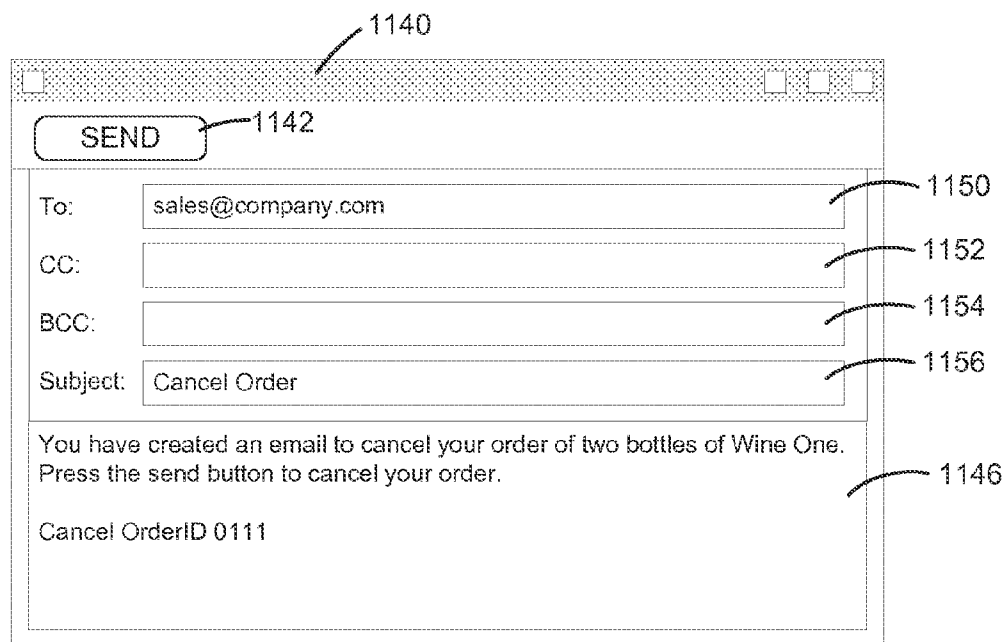 1140
SEND
1142
To: sales@company.com
1150
CC:
1152
BCC:
1154
Subject: Cancel Order
1156
You have created an email to cancel your order of two bottles of Wine One.
Press the send button to cancel your order.
1146
Cancel OrderID 0111